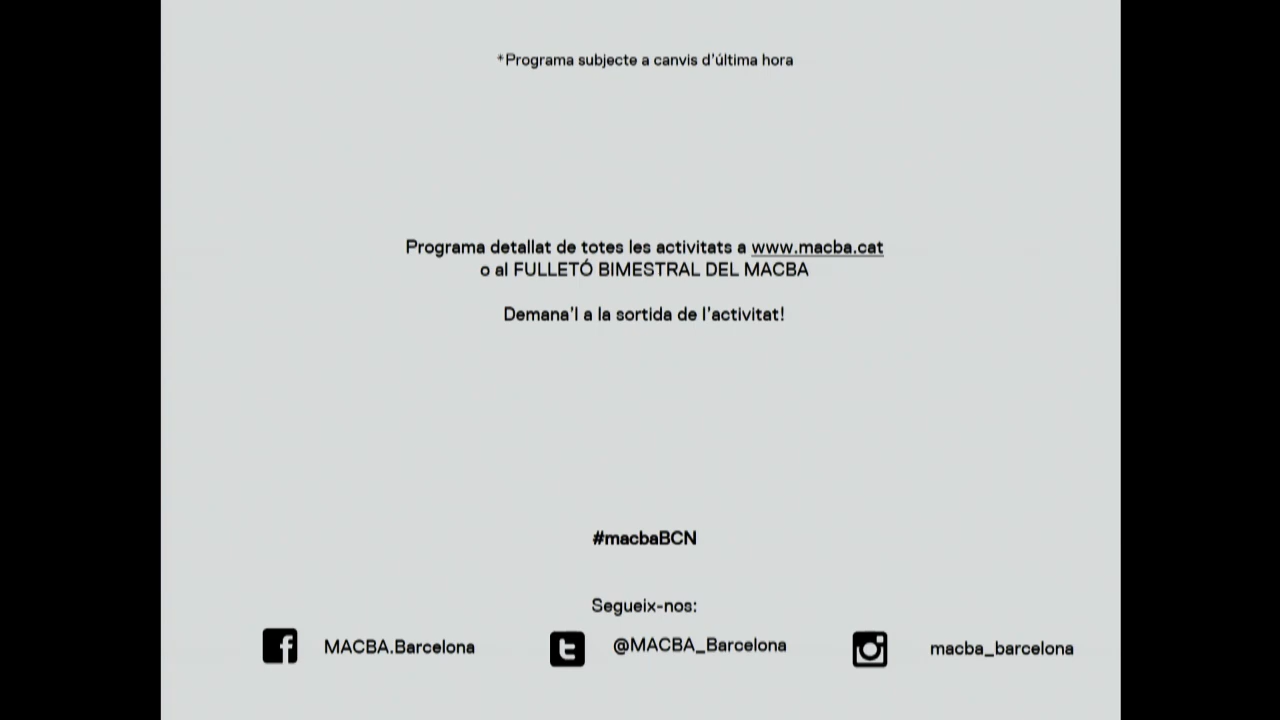 *Programa subjecte a canvis d'última hora
Programa detallat de totes les activitats a www.macba.cat
o al FULLETÓ BIMESTRAL DEL MACBA
Demana'l a la sortida de l'activitat!
#macbaBCN
Segueix-nos:
MACBA.Barcelona @MACBA_Barcelona macba_barcelona